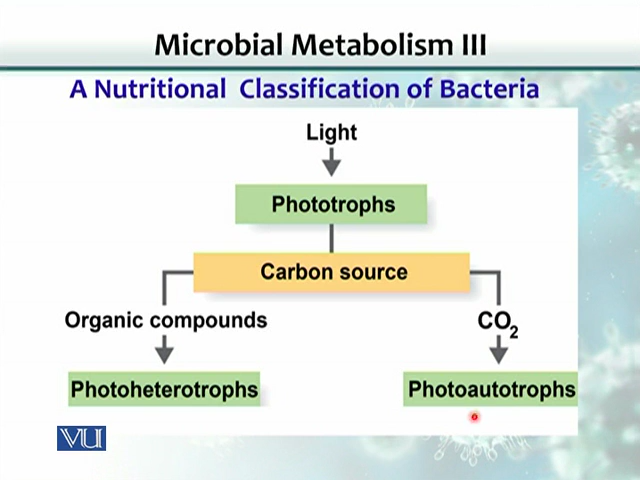 Microbial Metabolism III
A Nutritional Classification of Bacteria
Light
Phototrophs
Carbon source
Organic compounds
CO2
Photoheterotrophs
Photoautotrophs
VU